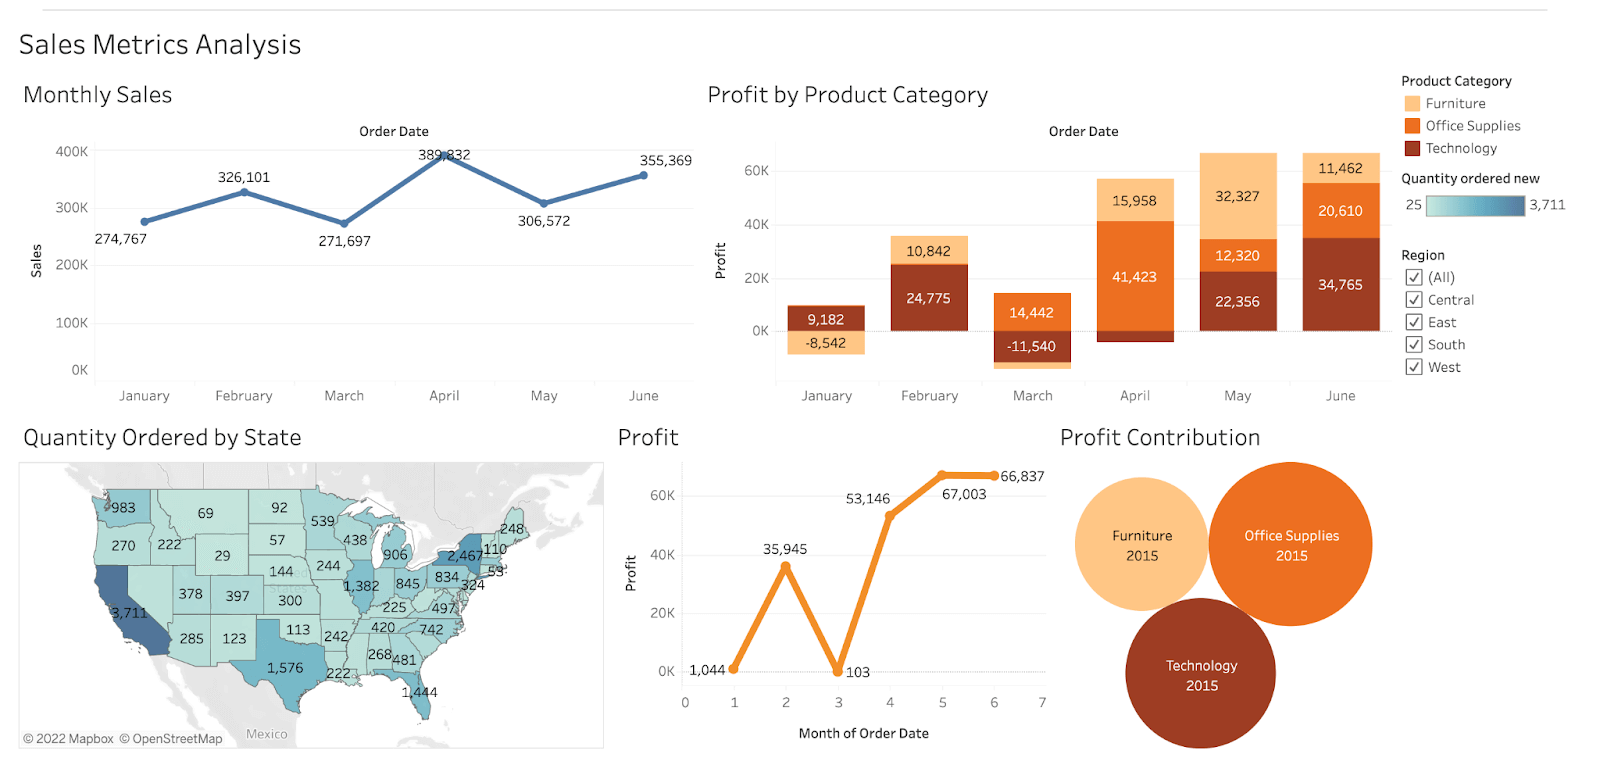 Sales Metrics Analysis
Monthly Sales
Order Date
400K
300K
200K
100K
0K
Sales
274,767
326,101
271,697
389,832
306,572
355,369
January
February
March
April
May
June
Profit by Product Category
Order Date
60K
40K
20K
0K
Profit
9,182
-8,542
10,842
24,775
14,442
-11,540
15,958
41,423
32,327
12,320
22,356
11,462
20,610
34,765
January
February
March
April
May
June
Product Category
Furniture
Office Supplies
Technology
Quantity ordered new
25
3,711
Region
(All)
Central
East
South
West
Quantity Ordered by State
983
69
92
539
248
270
222
29
57
438
906
2,467
110
144
244
1,382
845
834
53
324
378
397
300
225
497
3,711
285
123
113
242
420
742
268
481
1,576
222
1,444
Mexico
© 2022 Mapbox © OpenStreetMap
Profit
60K
40K
20K
0K
Profit
1,044
35,945
103
53,146
67,003
66,837
0
1
2
3
4
5
6
7
Month of Order Date
Profit Contribution
Furniture
2015
Office Supplies
2015
Technology
2015